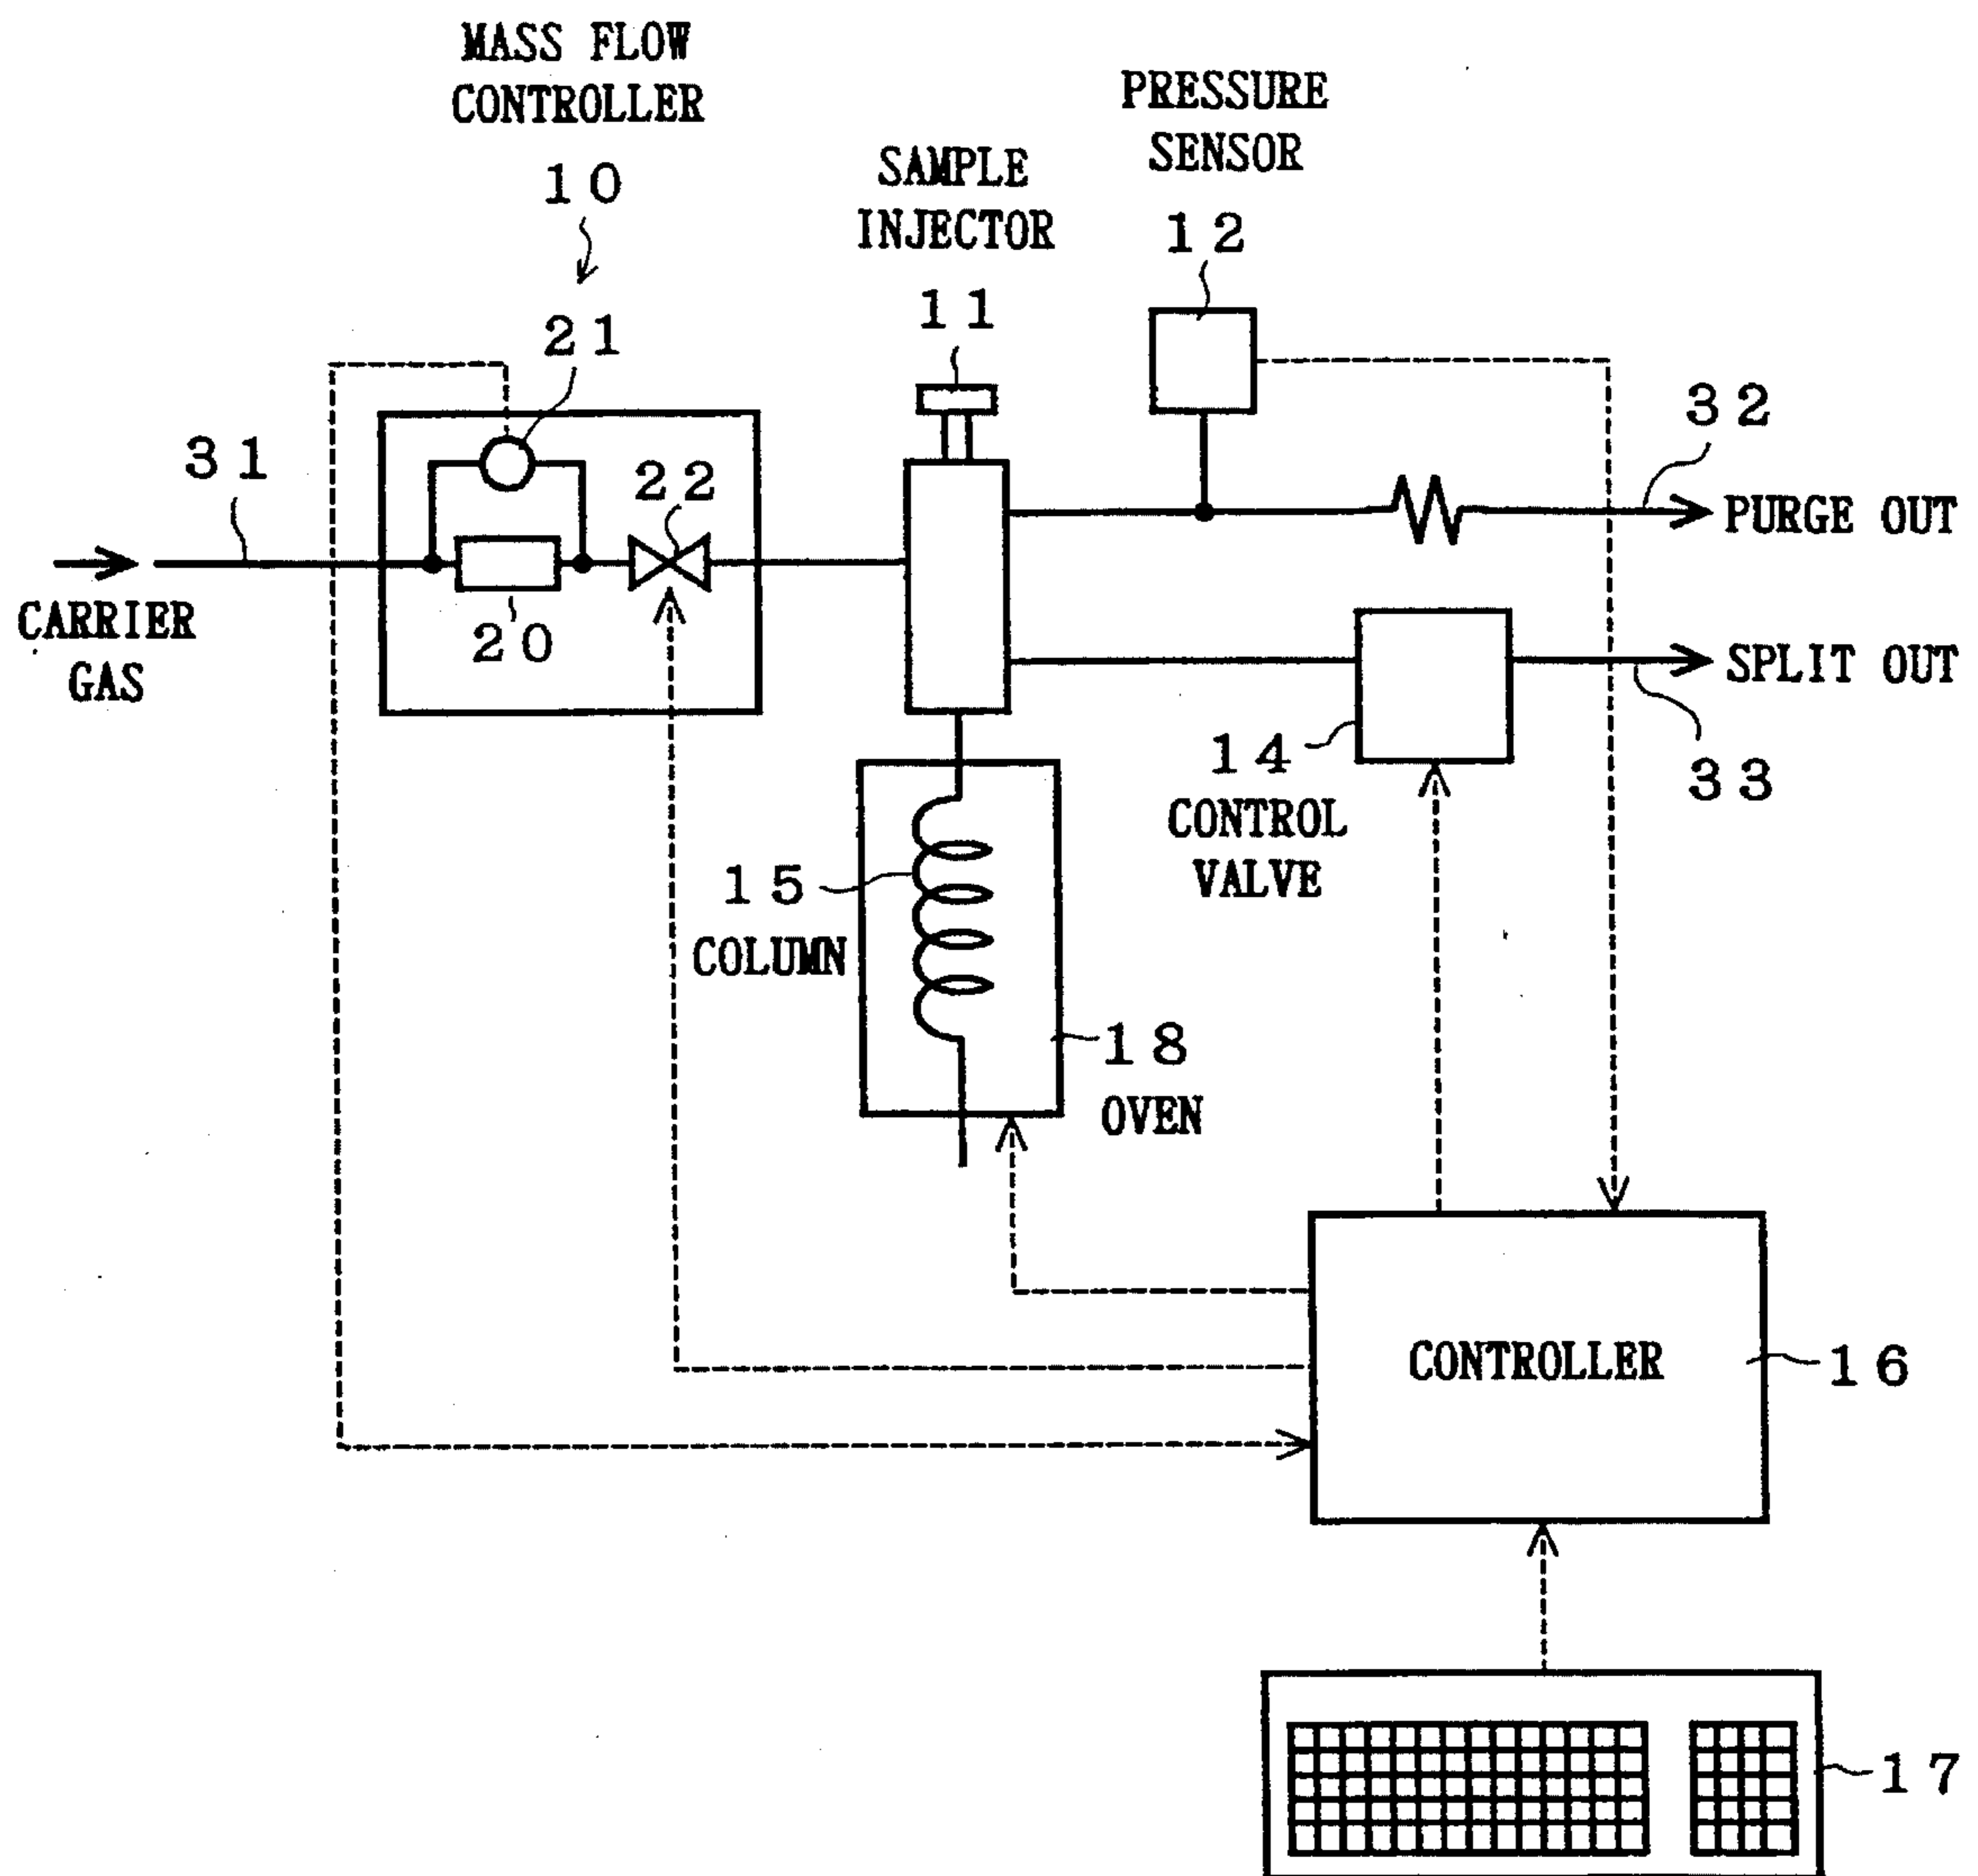 MASS FLOW
CONTROLLER
10
PRESSURE
SENSOR
12
SAMPLE
INJECTOR
11
21
31
22
20
CARRIER
GAS
32
PURGE OUT
SPLIT OUT
14
CONTROL
VALVE
33
15
COLUMN
18
OVEN
CONTROLLER
16
17